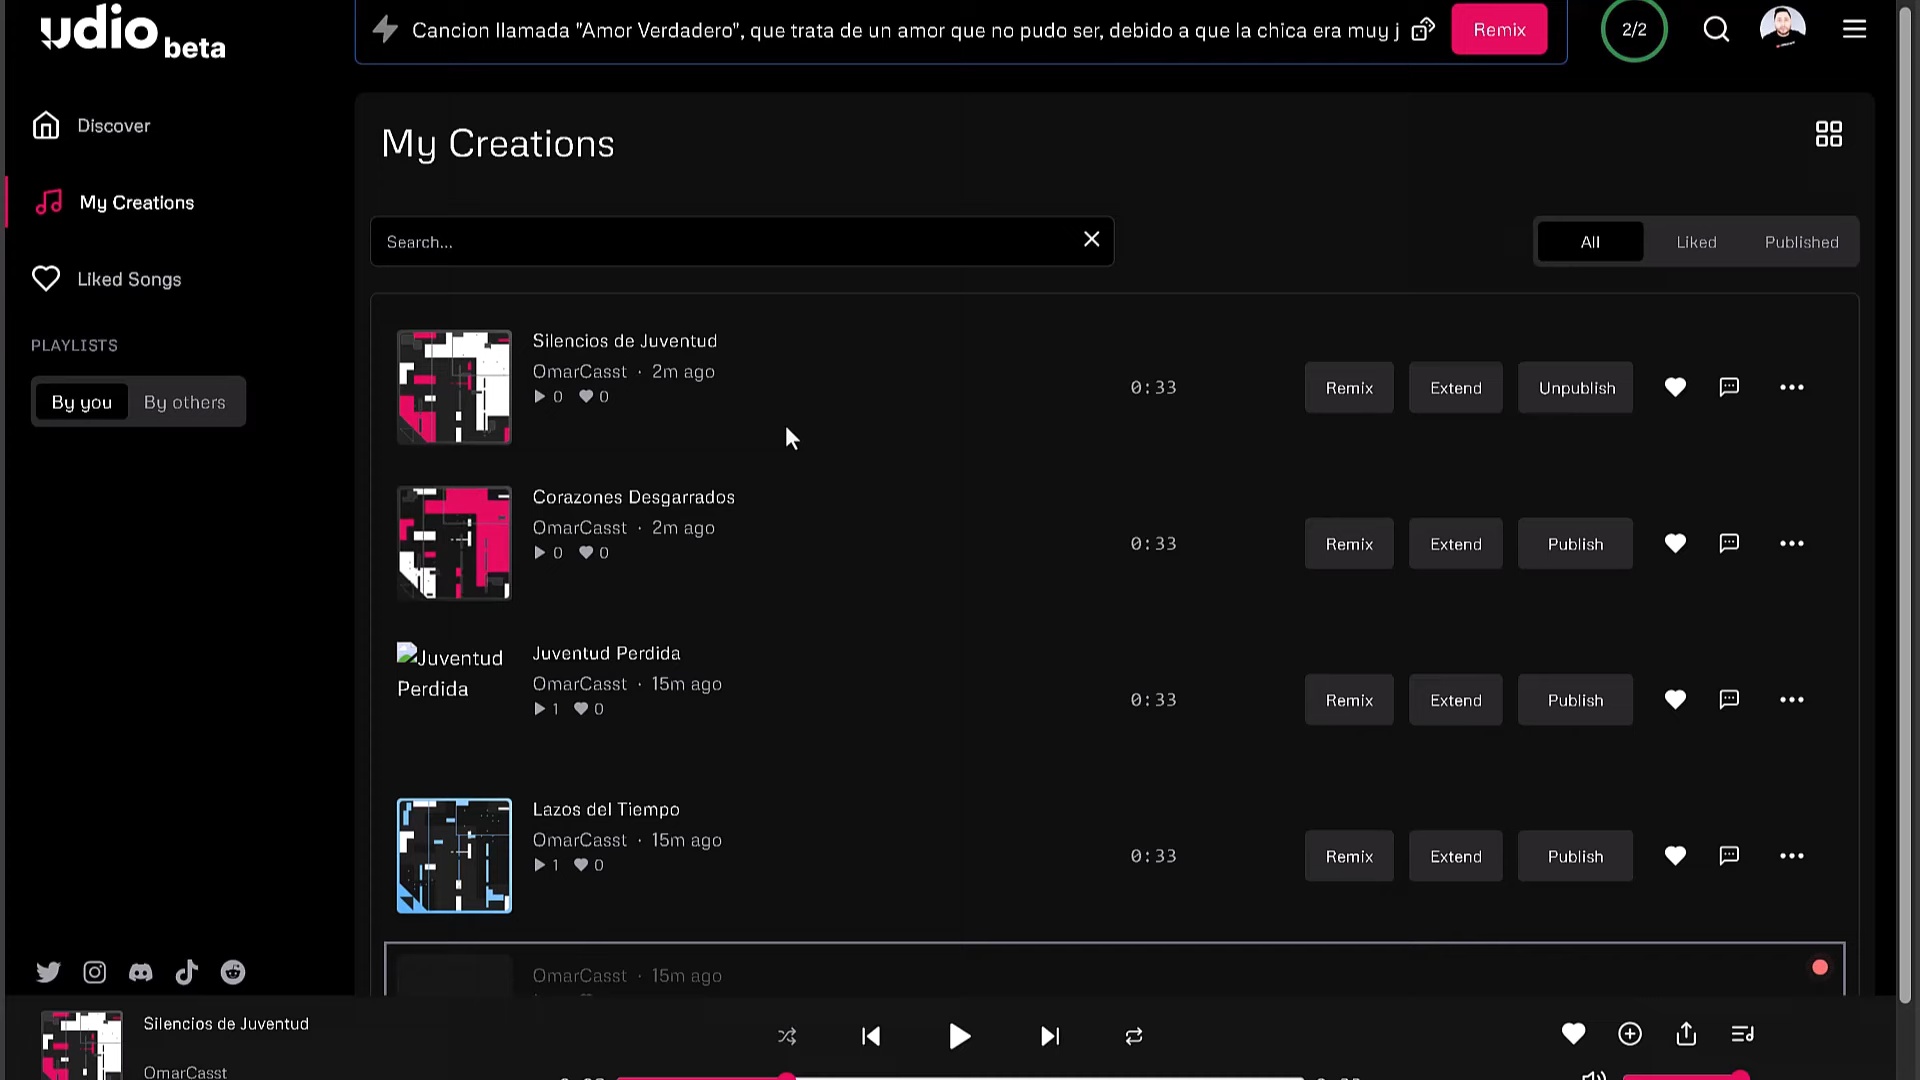 udio beta
Cancion llamada "Amor Verdadero", que trata de un amor que no pudo ser, debido a que la chica era muy j
Remix
2/2
Discover
My Creations
Liked Songs
PLAYLISTS
By you
By others
My Creations
Search...
All
Liked
Published
Silencios de Juventud
OmarCasst · 2m ago
0 0
0:33
Remix
Extend
Unpublish
Corazones Desgarrados
OmarCasst · 2m ago
0 0
0:33
Remix
Extend
Publish
Juventud
Perdida
Juventud Perdida
OmarCasst · 15m ago
1 0
0:33
Remix
Extend
Publish
Lazos del Tiempo
OmarCasst · 15m ago
1 0
0:33
Remix
Extend
Publish
OmarCasst · 15m ago
Silencios de Juventud
OmarCasst